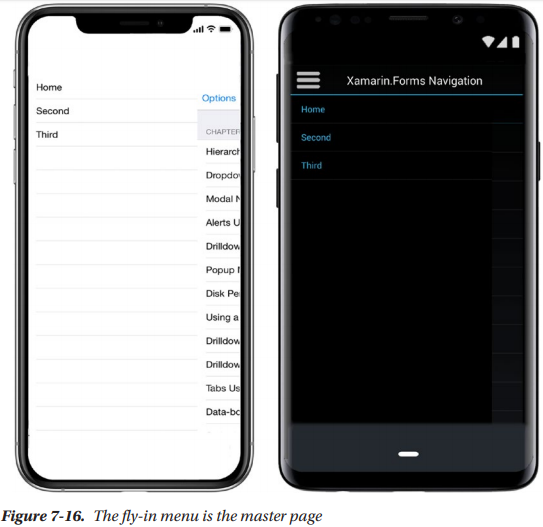 Home
Second
Third
Options
CHAPTER
Hierarch
Dropdov
Modal N
Alerts U
Drilldow
Popup
Disk Pe
Using a
Drilldow
Drilldow
Tabs Us
Data-bo
Xamarin.Forms Navigation
Home
Second
Third
Figure 7-16. The fly-in menu is the master page